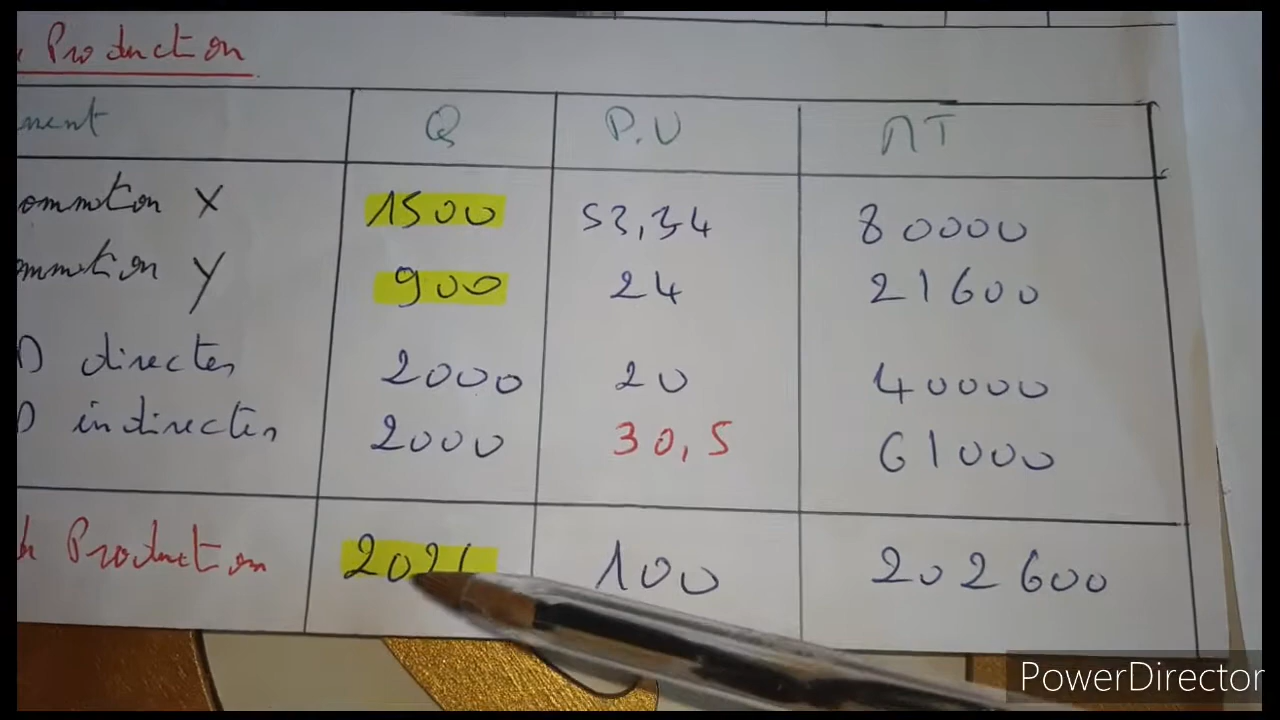 Production
Q P.U MT
X 1500 53,34 80000
Y 900 24 21600
D directes 2000 20 40000
D indirectes 2000 30,5 61000
Production 100 202600
PowerDirector